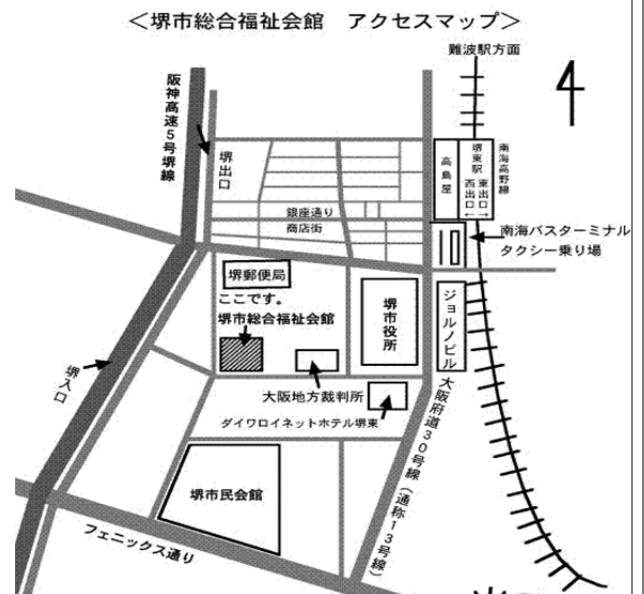 ＜堺市総合福祉会館　アクセスマップ＞
難波駅方面
阪神高速5号堺線
堺出口
高島屋
堺東駅
西出口
←
東出口
→
南海高野線
銀座通り
商店街
南海バスターミナル
タクシー乗り場
堺郵便局
ここです。
堺市総合福祉会館
堺市役所
ジョルノビル
堺入口
大阪地方裁判所
ダイワロイネットホテル堺東
大阪府道30号線（通称13号線）
堺市民会館
フェニックス通り